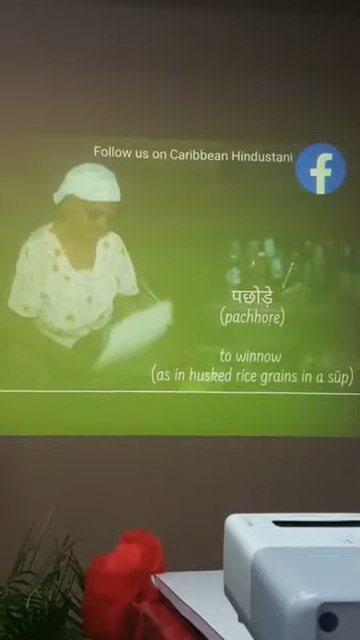 Follow us on Caribbean Hindustani
f
पछोड़े
(pachhore)
to winnow
(as in husked rice grains in a sūp)